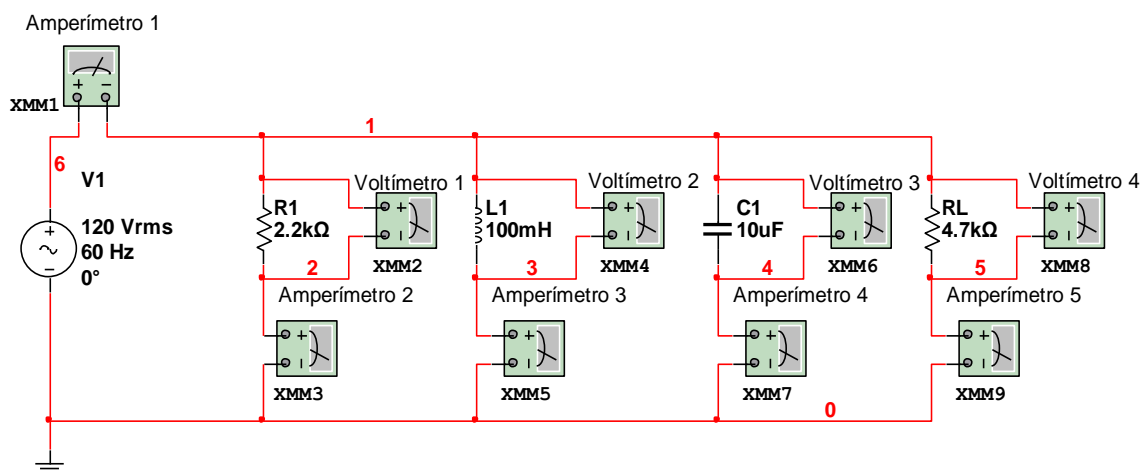 Amperímetro 1
XMM1
6
V1
120 Vrms
60 Hz
0°
1
R1
2.2kΩ
Voltímetro 1
XMM2
2
Amperímetro 2
XMM3
L1
100mH
Voltímetro 2
XMM4
3
Amperímetro 3
XMM5
C1
10uF
Voltímetro 3
XMM6
4
Amperímetro 4
XMM7
RL
4.7kΩ
Voltímetro 4
XMM8
5
Amperímetro 5
XMM9
0